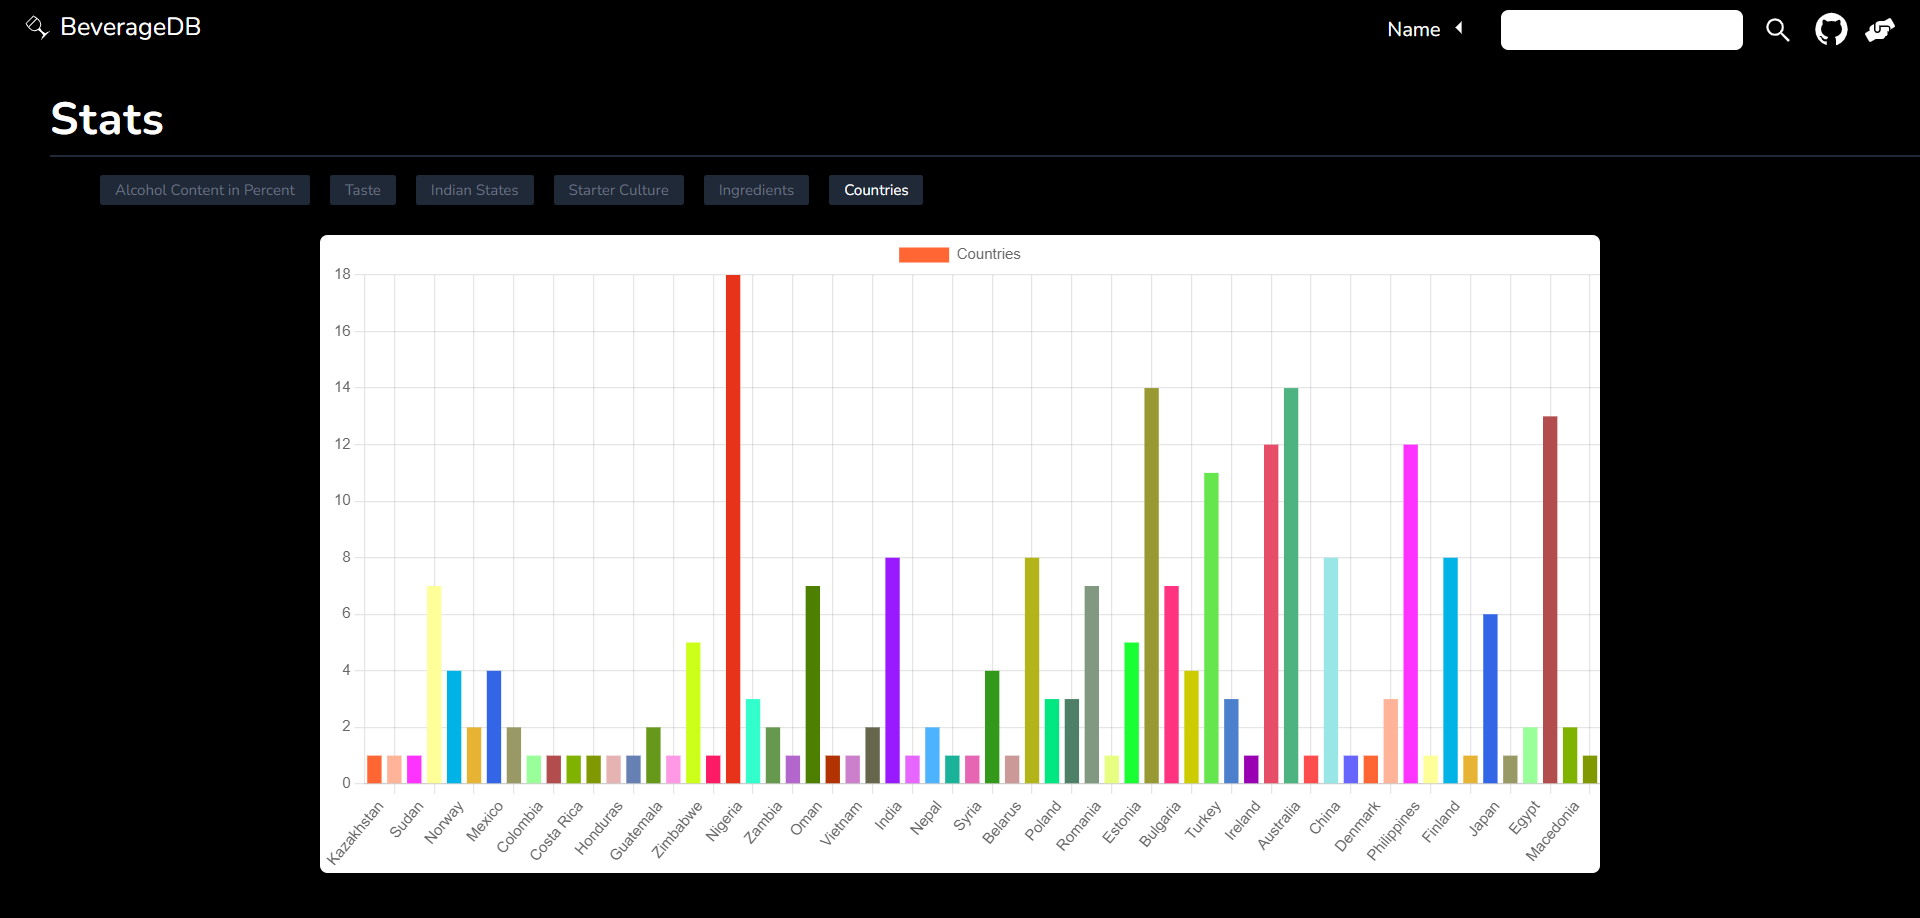 BeverageDB
Name
Stats
Alcohol Content in Percent
Taste
Indian States
Starter Culture
Ingredients
Countries
Countries
18
16
14
12
10
8
6
4
2
0
Kazakhstan
Sudan
Norway
Mexico
Colombia
Costa Rica
Honduras
Guatemala
Zimbabwe
Nigeria
Zambia
Oman
Vietnam
India
Nepal
Syria
Belarus
Poland
Romania
Estonia
Bulgaria
Turkey
Ireland
Australia
China
Denmark
Philippines
Finland
Japan
Egypt
Macedonia